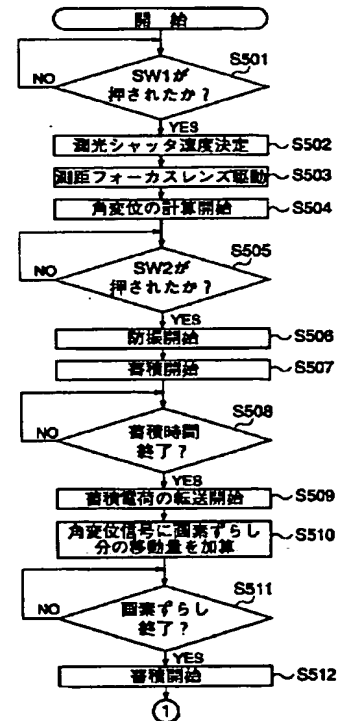 開 始
S501
SW1が
押されたか?
NO
YES
測光シャッタ速度決定
S502
測距フォーカスレンズ駆動
S503
角変位の計算開始
S504
S505
SW2が
押されたか?
NO
YES
防振開始
S506
蓄積開始
S507
S508
蓄積時間
終了?
NO
YES
蓄積電荷の転送開始
S509
角変位信号に画素ずらし
分の移動量を加算
S510
S511
画素ずらし
終了?
NO
YES
蓄積開始
S512
1